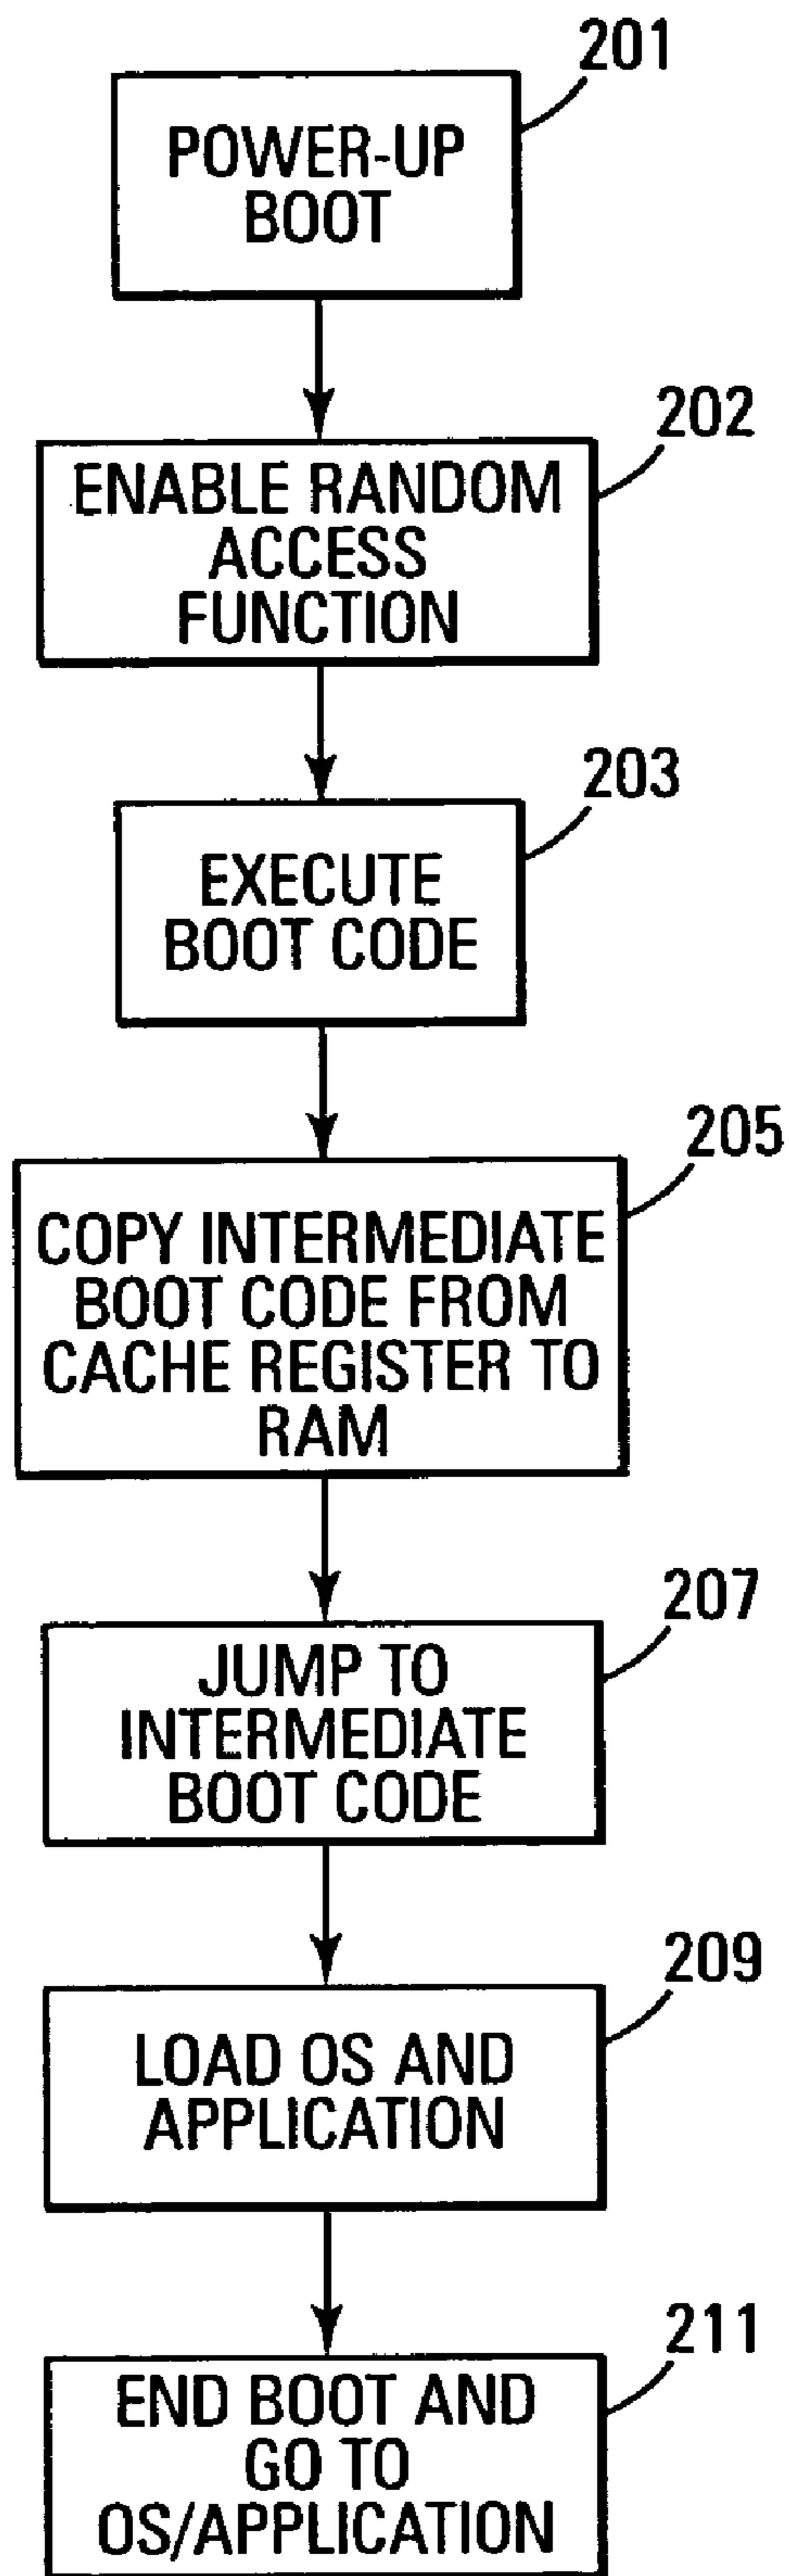 201
POWER-UP
BOOT
202
ENABLE RANDOM
ACCESS
FUNCTION
203
EXECUTE
BOOT CODE
205
COPY INTERMEDIATE
BOOT CODE FROM
CACHE REGISTER TO
RAM
207
JUMP TO
INTERMEDIATE
BOOT CODE
209
LOAD OS AND
APPLICATION
211
END BOOT AND
GO TO
OS/APPLICATION